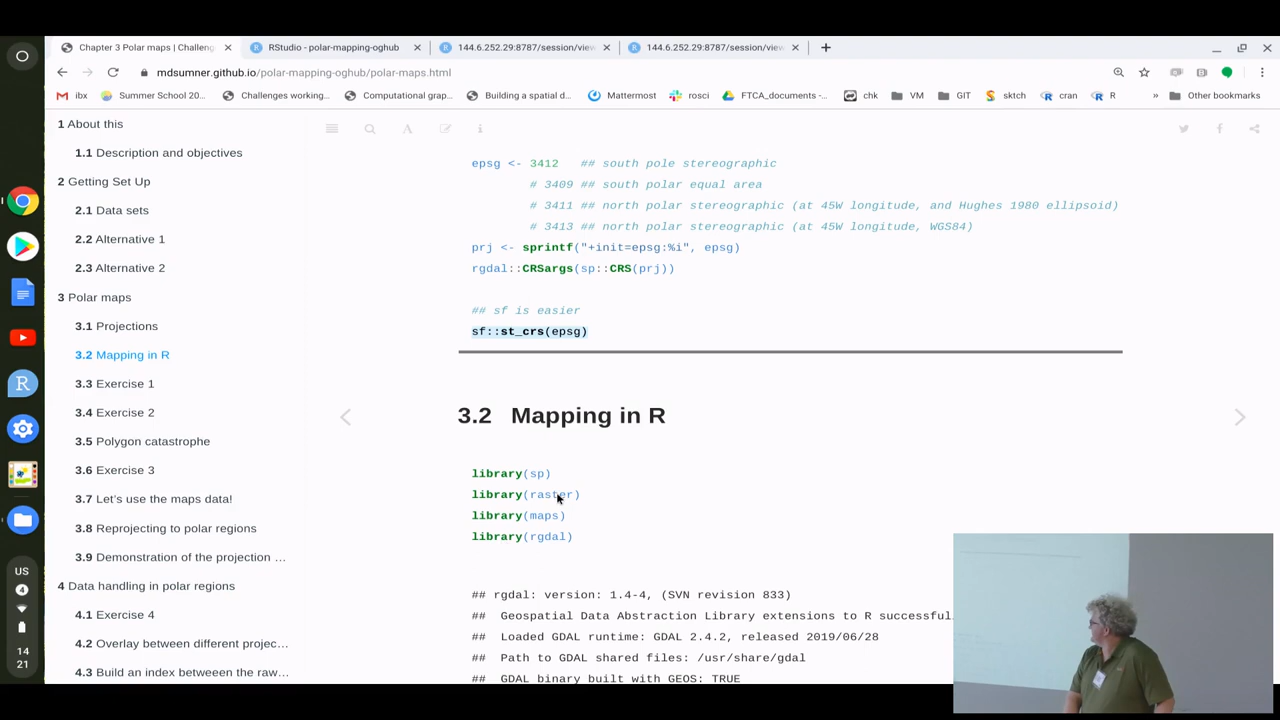 Chapter 3 Polar maps | Challeng
RStudio - polar-mapping-oghub
144.6.252.29:8787/session/view
144.6.252.29:8787/session/view
mdsumner.github.io/polar-mapping-oghub/polar-maps.html
ibx
Summer School 20...
Challenges working...
Computational grap...
Building a spatial d...
Mattermost
rosci
FTCA_documents -...
chk
VM
GIT
sktch
cran
R
»
Other bookmarks
1 About this
1.1 Description and objectives
2 Getting Set Up
2.1 Data sets
2.2 Alternative 1
2.3 Alternative 2
3 Polar maps
3.1 Projections
3.2 Mapping in R
3.3 Exercise 1
3.4 Exercise 2
3.5 Polygon catastrophe
3.6 Exercise 3
3.7 Let's use the maps data!
3.8 Reprojecting to polar regions
3.9 Demonstration of the projection ...
4 Data handling in polar regions
4.1 Exercise 4
4.2 Overlay between different projec...
4.3 Build an index betweeen the raw...
epsg <- 3412 ## south pole stereographic
# 3409 ## south polar equal area
# 3411 ## north polar stereographic (at 45W longitude, and Hughes 1980 ellipsoid)
# 3413 ## north polar stereographic (at 45W longitude, WGS84)
prj <- sprintf("+init=epsg:%i", epsg)
rgdal::CRSargs(sp::CRS(prj))
## sf is easier
sf::st_crs(epsg)
3.2 Mapping in R
library(sp)
library(raster)
library(maps)
library(rgdal)
## rgdal: version: 1.4-4, (SVN revision 833)
## Geospatial Data Abstraction Library extensions to R successful
## Loaded GDAL runtime: GDAL 2.4.2, released 2019/06/28
## Path to GDAL shared files: /usr/share/gdal
## GDAL binary built with GEOS: TRUE
US
4
14
21